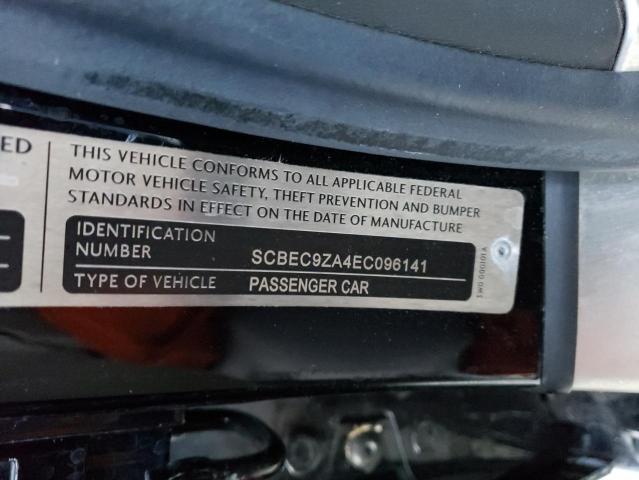 ED
THIS VEHICLE CONFORMS TO ALL APPLICABLE FEDERAL
MOTOR VEHICLE SAFETY, THEFT PREVENTION AND BUMPER
STANDARDS IN EFFECT ON THE DATE OF MANUFACTURE
IDENTIFICATION
NUMBER SCBEC9ZA4EC096141
TYPE OF VEHICLE PASSENGER CAR